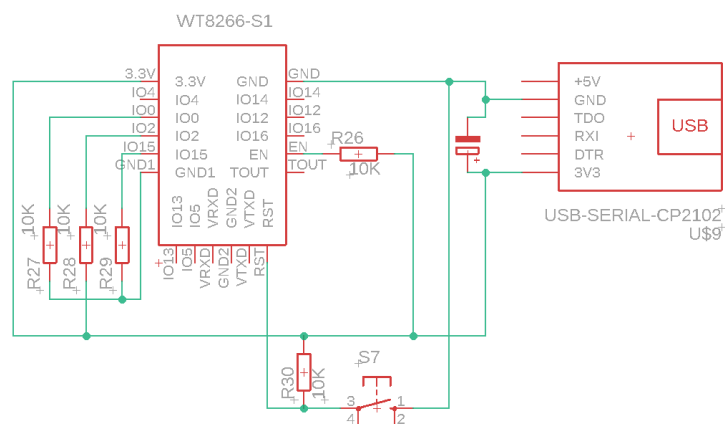 WT8266-S1
3.3V 3.3V GND GND
IO4 IO4 IO14 IO14
IO0 IO0 IO12 IO12
IO2 IO2 IO16 IO16
IO15 IO15 EN EN
GND1 GND1 TOUT TOUT
IO13 IO5 VRXD GND2 VTXD RST
IO13 IO5 VRXD GND2 VTXD RST
R26
10K
+5V
GND
TDO
RXI
DTR
3V3
USB
USB-SERIAL-CP2102
U$9
10K 10K 10K
R27 R28 R29
R30
10K
S7
3 1
4 2